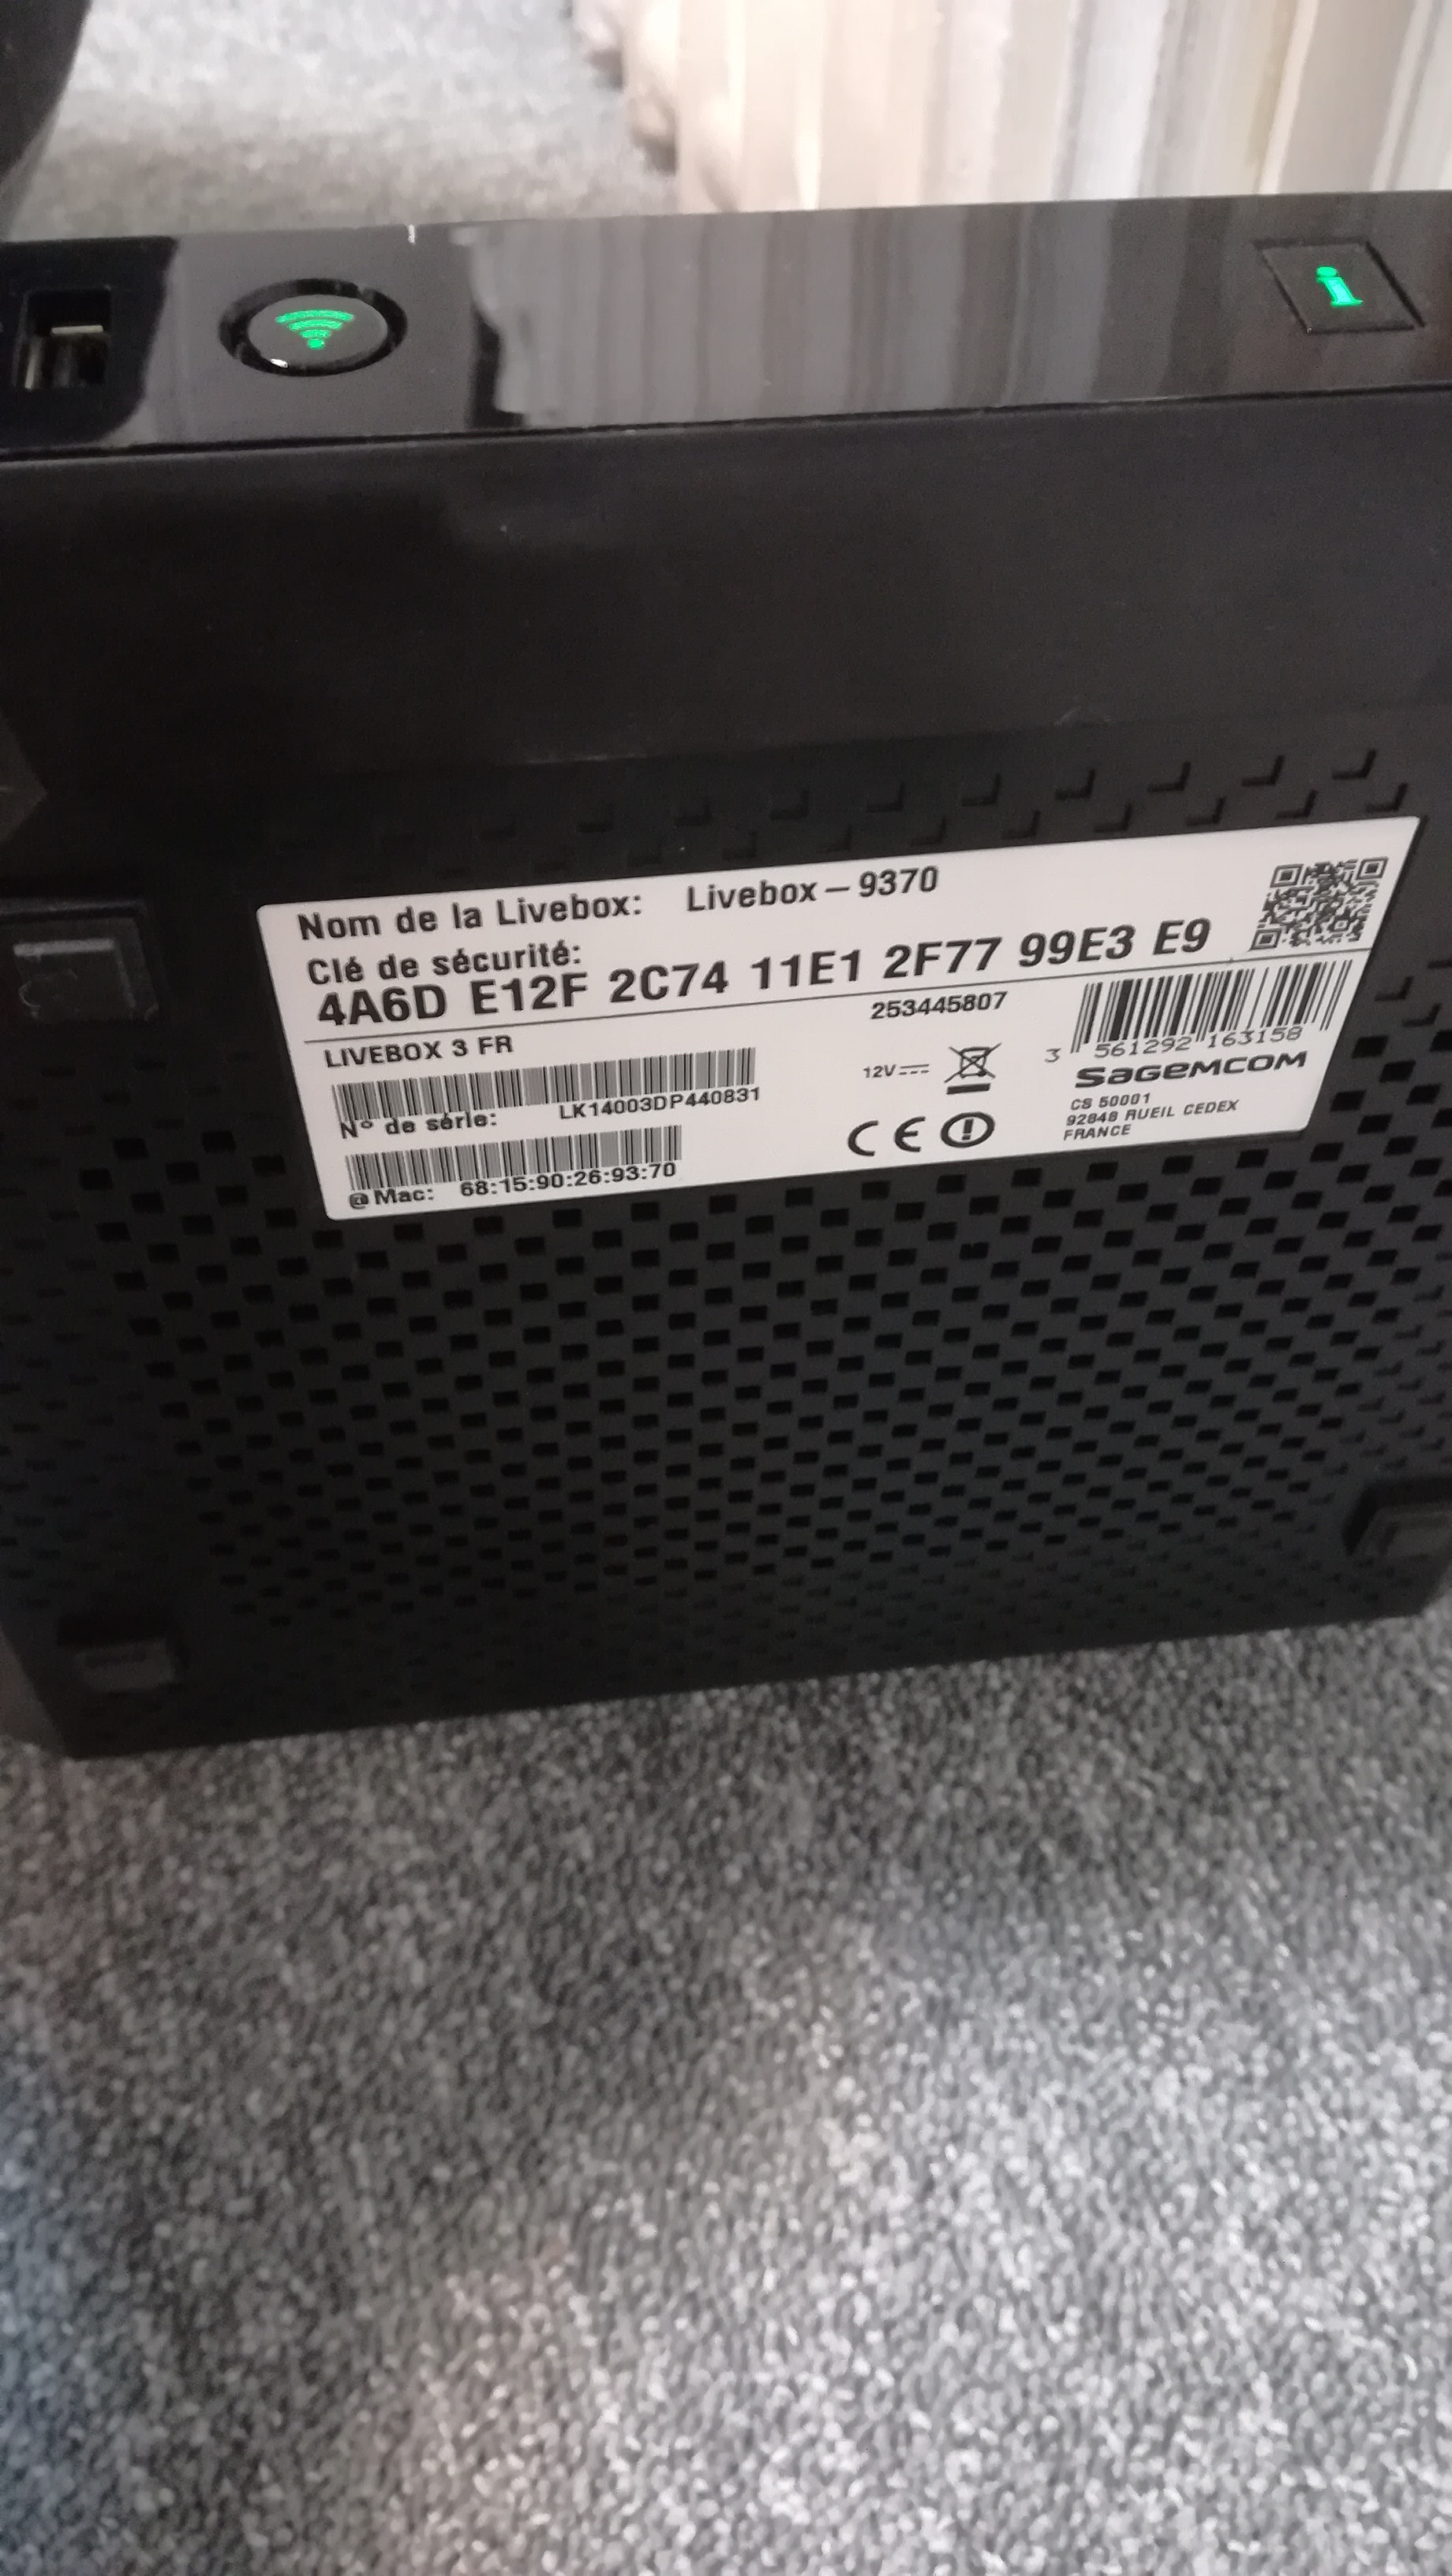 Nom de la Livebox: Livebox - 9370
Clé de sécurité:
4A6D E12F 2C74 11E1 2F77 99E3 E9
LIVEBOX 3 FR
253445807
N° de série: LK14003DP440831
@Mac: 68:15:90:26:93:70
12V
CE
3 561292 163158
SAGEMCOM
CS 50001
92848 RUEIL CEDEX
FRANCE